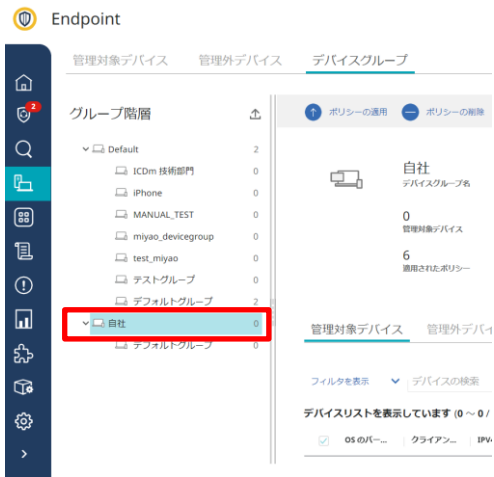 Endpoint
管理対象デバイス 管理外デバイス デバイスグループ
2
グループ階層
ポリシーの適用 ポリシーの削除
Default 2
ICDm 技術部門 0
iPhone 0
MANUAL_TEST 0
miyao_devicegroup 0
test_miyao 0
テストグループ 0
デフォルトグループ 2
自社 0
デフォルトグループ 0
自社
デバイスグループ名
0
管理対象デバイス
6
適用されたポリシー
管理対象デバイス 管理外デバイ
フィルタを表示 デバイスの検索
デバイスリストを表示しています (0 ～ 0 /
OS のバー... クライアン... IPV